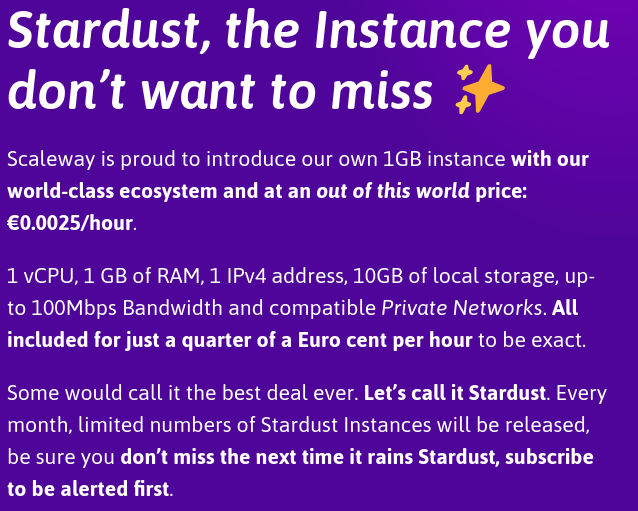 Stardust, the Instance you
don't want to miss ✨
Scaleway is proud to introduce our own 1GB instance with our
world-class ecosystem and at an out of this world price:
€0.0025/hour.
1 vCPU, 1 GB of RAM, 1 IPv4 address, 10GB of local storage, up-
to 100Mbps Bandwidth and compatible Private Networks. All
included for just a quarter of a Euro cent per hour to be exact.
Some would call it the best deal ever. Let's call it Stardust. Every
month, limited numbers of Stardust Instances will be released,
be sure you don't miss the next time it rains Stardust, subscribe
to be alerted first.